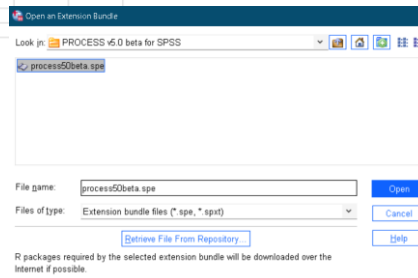 Open an Extension Bundle
Look in: PROCESS v5.0 beta for SPSS
process50beta.spe
File name: process50beta.spe Open
Files of type: Extension bundle files (*.spe, *.spxt) Cancel
Retrieve File From Repository... Help
R packages required by the selected extension bundle will be downloaded over the
Internet if possible.